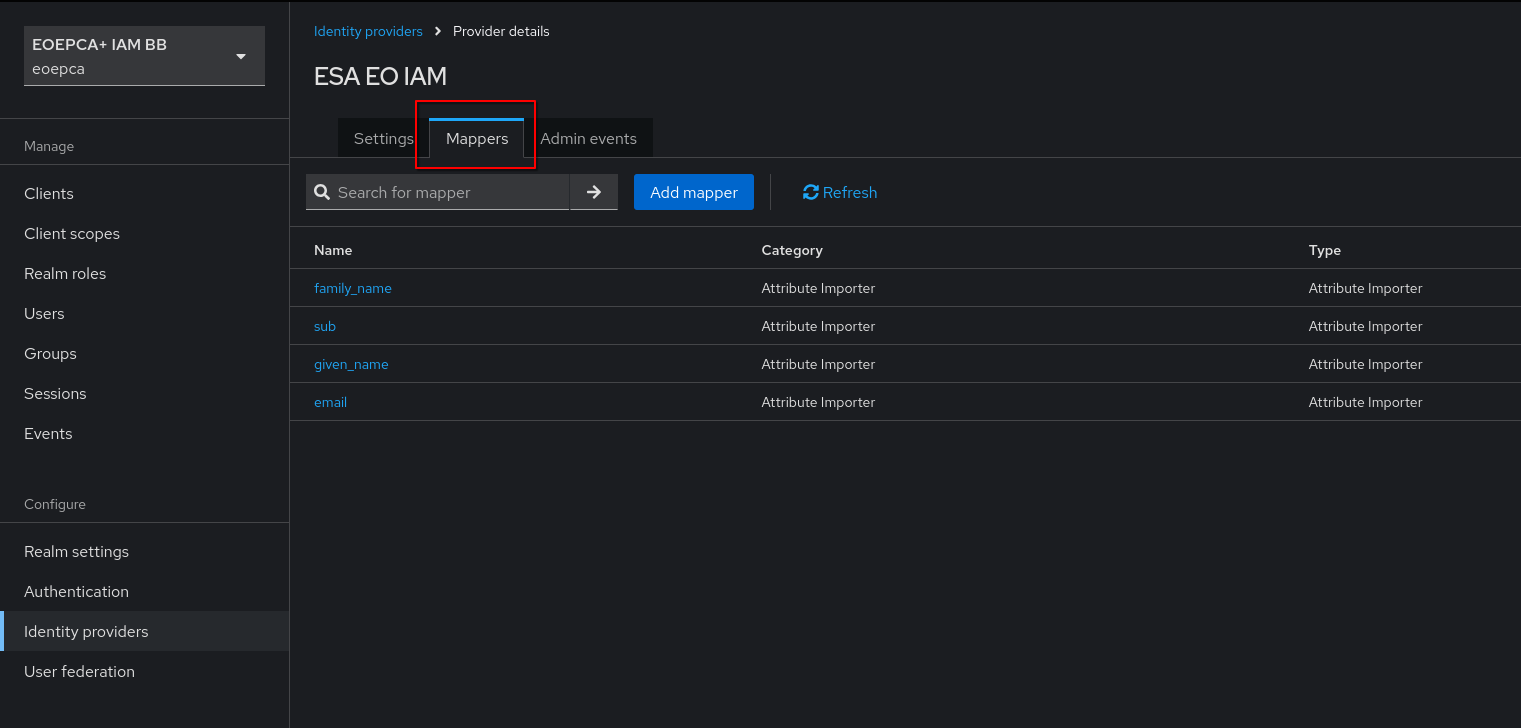 EOEPCA+ IAM BB
eoepca
Manage
Clients
Client scopes
Realm roles
Users
Groups
Sessions
Events
Configure
Realm settings
Authentication
Identity providers
User federation
Identity providers Provider details
ESA EO IAM
Settings Mappers Admin events
Search for mapper Add mapper Refresh
Name Category Type
family_name Attribute Importer Attribute Importer
sub Attribute Importer Attribute Importer
given_name Attribute Importer Attribute Importer
email Attribute Importer Attribute Importer